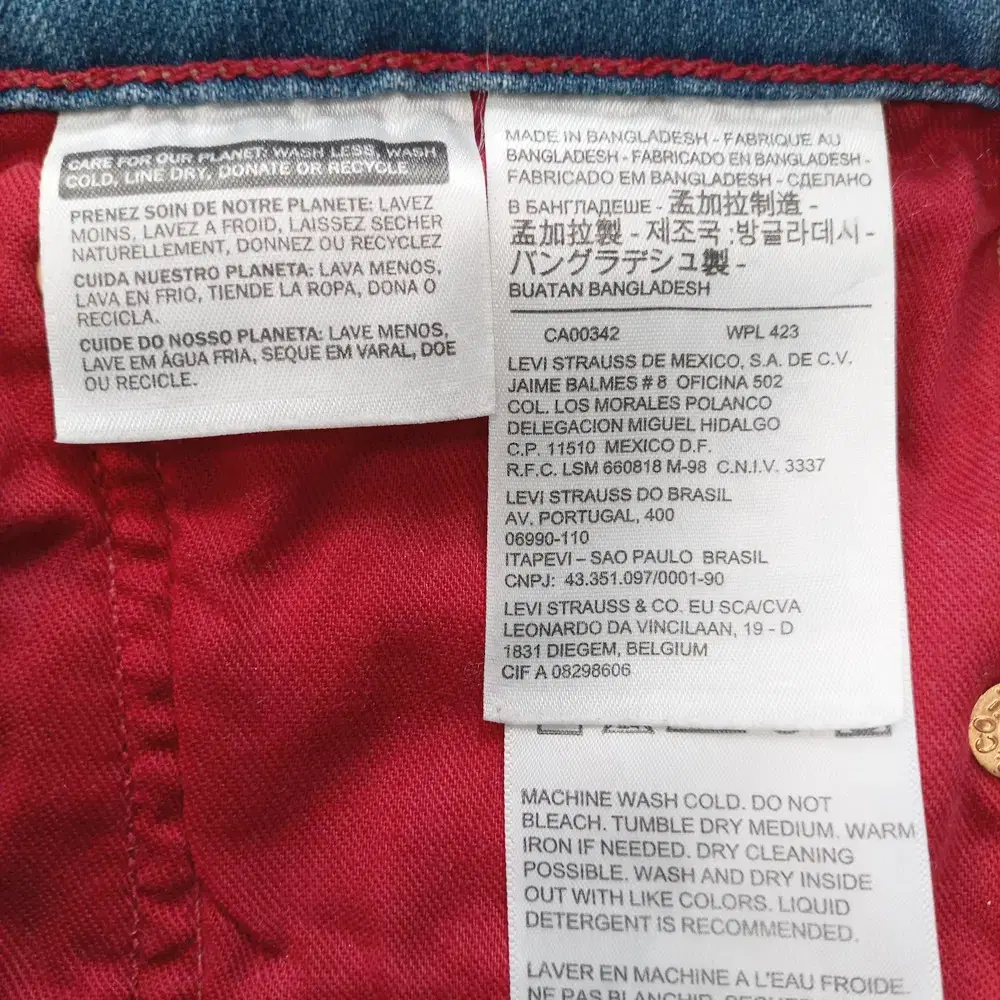 CARE FOR OUR PLANET: WASH LESS, WASH
COLD, LINE DRY, DONATE OR RECYCLE
PRENEZ SOIN DE NOTRE PLANETE: LAVEZ
MOINS, LAVEZ A FROID, LAISSEZ SECHER
NATURELLEMENT, DONNEZ OU RECYCLEZ
CUIDA NUESTRO PLANETA: LAVA MENOS,
LAVA EN FRIO, TIENDE LA ROPA, DONA O
RECICLA.
CUIDE DO NOSSO PLANETA: LAVE MENOS,
LAVE EM ÁGUA FRIA, SEQUE EM VARAL, DOE
OU RECICLE.
MADE IN BANGLADESH - FABRIQUE AU
BANGLADESH - FABRICADO EN BANGLADESH -
FABRICADO EM BANGLADESH - СДЕЛАНО
В БАНГЛАДЕШЕ - 孟加拉制造 -
孟加拉製 - 제조국 :방글라데시 -
バングラデシュ製 -
BUATAN BANGLADESH
CA00342 WPL 423
LEVI STRAUSS DE MEXICO, S.A. DE C.V.
JAIME BALMES # 8 OFICINA 502
COL. LOS MORALES POLANCO
DELEGACION MIGUEL HIDALGO
C.P. 11510 MEXICO D.F.
R.F.C. LSM 660818 M-98 C.N.I.V. 3337
LEVI STRAUSS DO BRASIL
AV. PORTUGAL, 400
06990-110
ITAPEVI – SAO PAULO BRASIL
CNPJ: 43.351.097/0001-90
LEVI STRAUSS & CO. EU SCA/CVA
LEONARDO DA VINCILAAN, 19 - D
1831 DIEGEM, BELGIUM
CIF A 08298606
MACHINE WASH COLD. DO NOT
BLEACH. TUMBLE DRY MEDIUM. WARM
IRON IF NEEDED. DRY CLEANING
POSSIBLE. WASH AND DRY INSIDE
OUT WITH LIKE COLORS. LIQUID
DETERGENT IS RECOMMENDED.
LAVER EN MACHINE A L'EAU FROIDE.
NE PAS BLANCHIR.